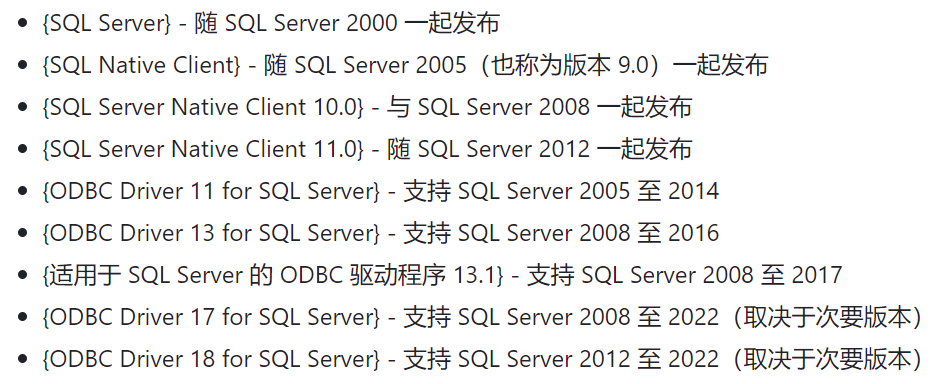 {SQL Server} - 随 SQL Server 2000 一起发布
{SQL Native Client} - 随 SQL Server 2005（也称为版本 9.0）一起发布
{SQL Server Native Client 10.0} - 与 SQL Server 2008 一起发布
{SQL Server Native Client 11.0} - 随 SQL Server 2012 一起发布
{ODBC Driver 11 for SQL Server} - 支持 SQL Server 2005 至 2014
{ODBC Driver 13 for SQL Server} - 支持 SQL Server 2008 至 2016
{适用于 SQL Server 的 ODBC 驱动程序 13.1} - 支持 SQL Server 2008 至 2017
{ODBC Driver 17 for SQL Server} - 支持 SQL Server 2008 至 2022（取决于次要版本）
{ODBC Driver 18 for SQL Server} - 支持 SQL Server 2012 至 2022（取决于次要版本）